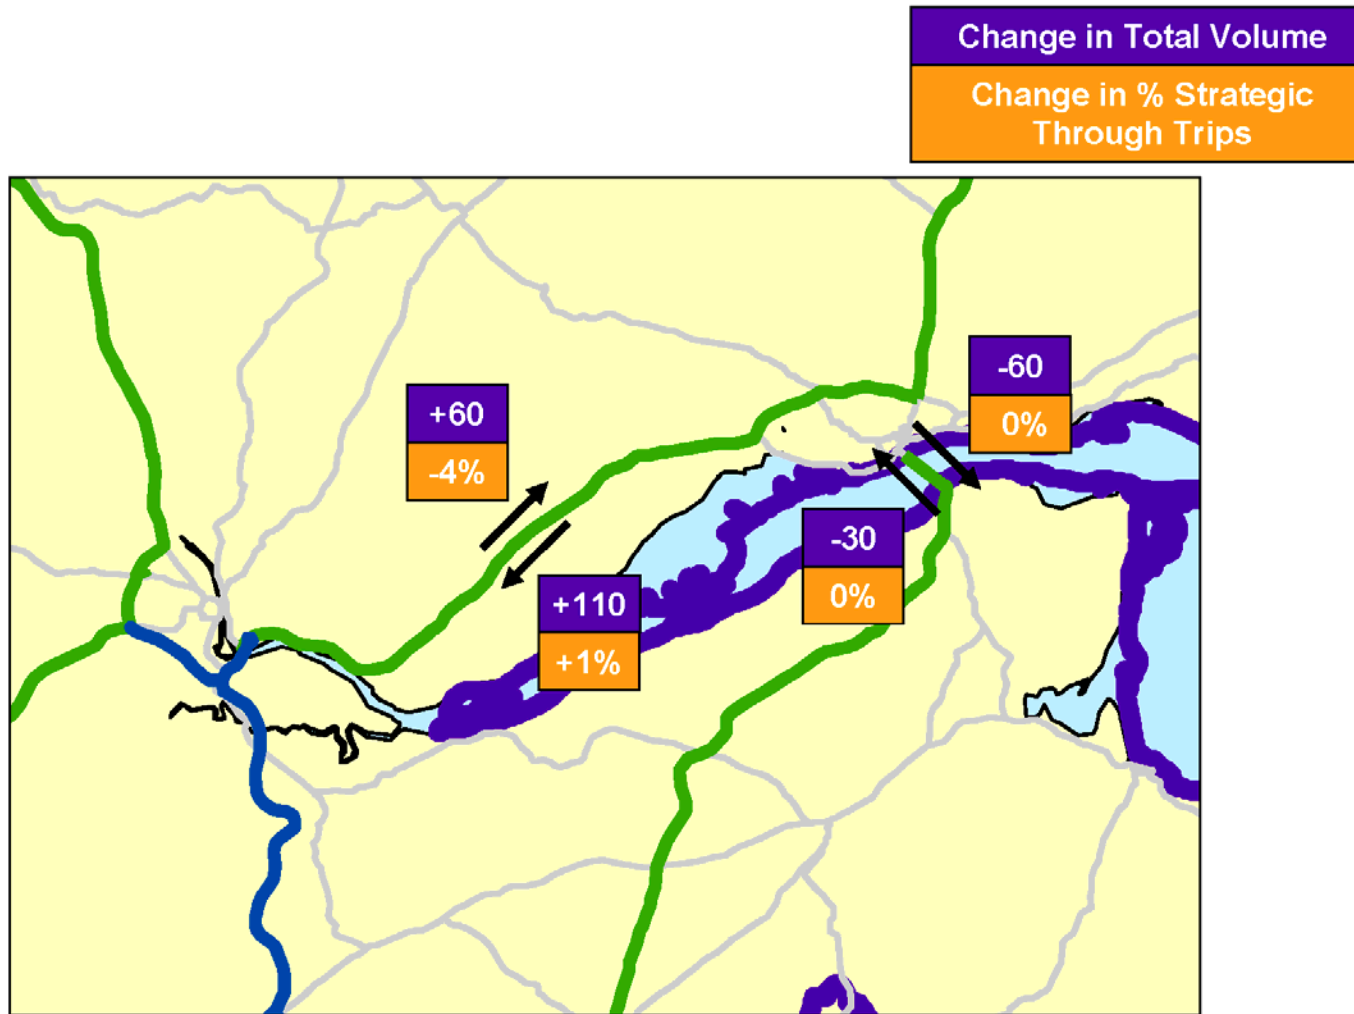 Change in Total Volume
Change in % Strategic
Through Trips
-60
0%
+60
-4%
-30
0%
+110
+1%